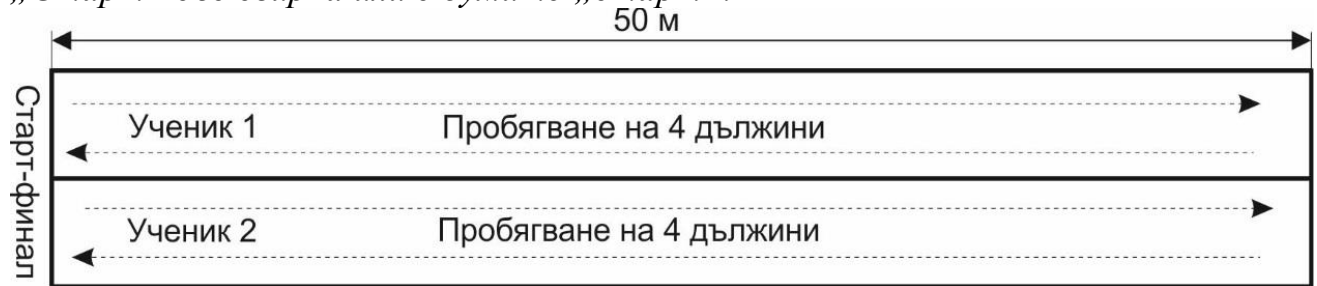 50 м
Старт-финал
Ученик 1 Пробягване на 4 дължини
Ученик 2 Пробягване на 4 дължини